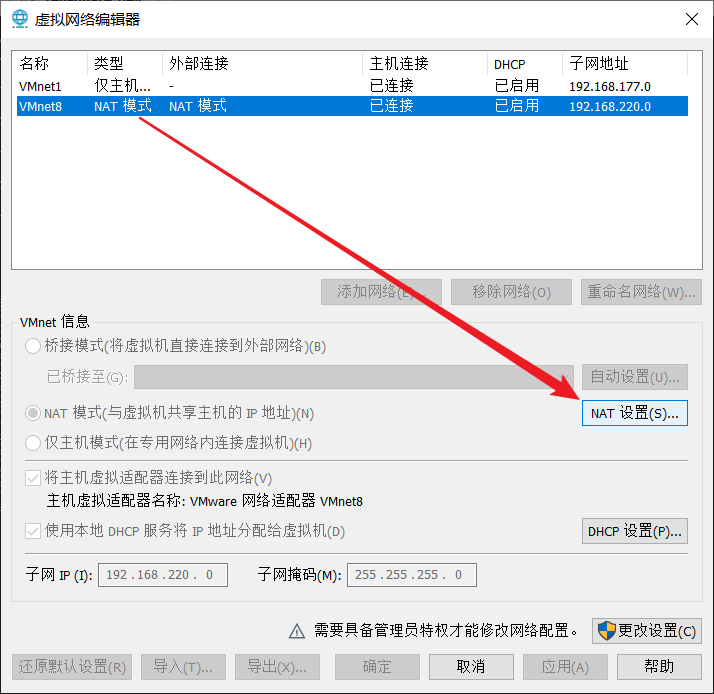 虚拟网络编辑器
名称 类型 外部连接 主机连接 DHCP 子网地址
VMnet1 仅主机... - 已连接 已启用 192.168.177.0
VMnet8 NAT 模式 NAT 模式 已连接 已启用 192.168.220.0
添加网络(E)... 移除网络(O) 重命名网络(W)...
VMnet 信息
桥接模式(将虚拟机直接连接到外部网络)(B)
已桥接至(G): 自动设置(U)...
NAT 模式(与虚拟机共享主机的 IP 地址)(N) NAT 设置(S)...
仅主机模式(在专用网络内连接虚拟机)(H)
将主机虚拟适配器连接到此网络(V)
主机虚拟适配器名称: VMware 网络适配器 VMnet8
使用本地 DHCP 服务将 IP 地址分配给虚拟机(D) DHCP 设置(P)...
子网 IP (I): 192 . 168 . 220 . 0 子网掩码(M): 255 . 255 . 255 . 0
需要具备管理员特权才能修改网络配置。 更改设置(C)
还原默认设置(R) 导入(T)... 导出(X)... 确定 取消 应用(A) 帮助